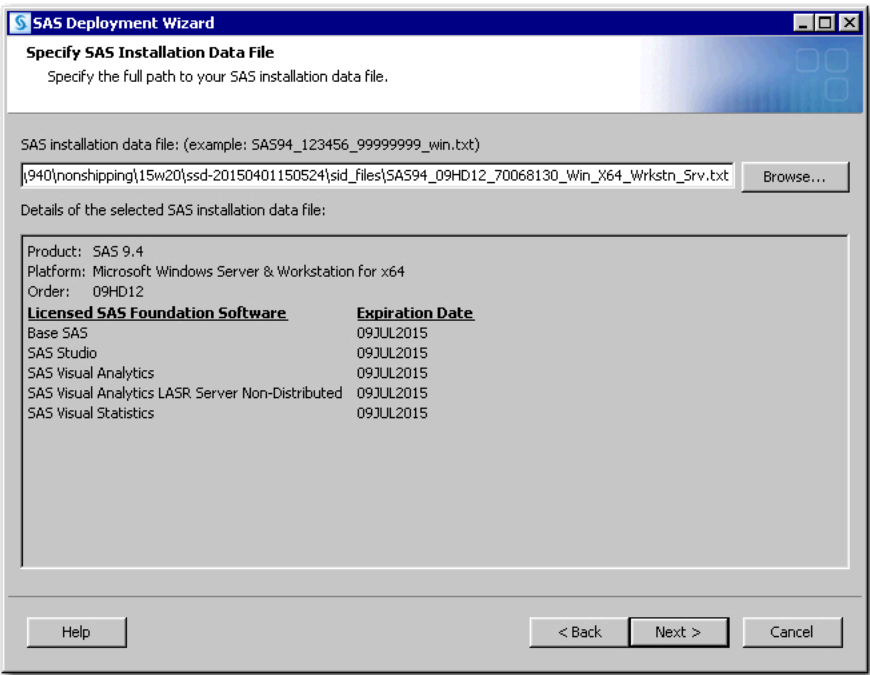 SAS Deployment Wizard
Specify SAS Installation Data File
Specify the full path to your SAS installation data file.
SAS installation data file: (example: SAS94_123456_99999999_win.txt)
\940\nonshipping\15w20\ssd-20150401150524\sid_files\SAS94_09HD12_70068130_Win_X64_Wrkstn_Srv.txt
Browse...
Details of the selected SAS installation data file:
Product: SAS 9.4
Platform: Microsoft Windows Server & Workstation for x64
Order: 09HD12
Licensed SAS Foundation Software Expiration Date
Base SAS 09JUL2015
SAS Studio 09JUL2015
SAS Visual Analytics 09JUL2015
SAS Visual Analytics LASR Server Non-Distributed 09JUL2015
SAS Visual Statistics 09JUL2015
Help
< Back
Next >
Cancel